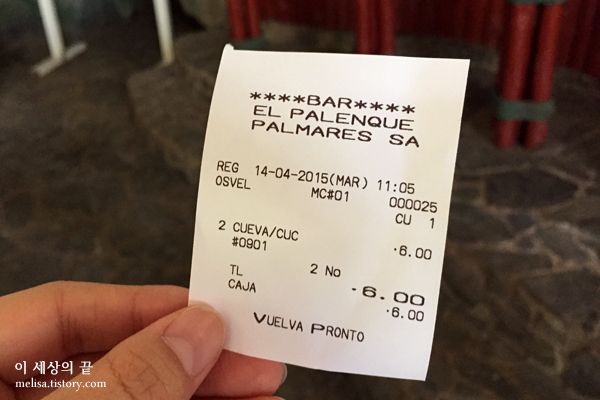 ****BAR****
EL PALENQUE
PALMARES SA
REG 14-04-2015(MAR) 11:05
OSVEL MC#01 000025
CU 1
2 CUEVA/CUC ·6.00
#0901
2 No
TL ·6.00
CAJA ·6.00
VUELVA PRONTO
이 세상의 끝
melisa.tistory.com